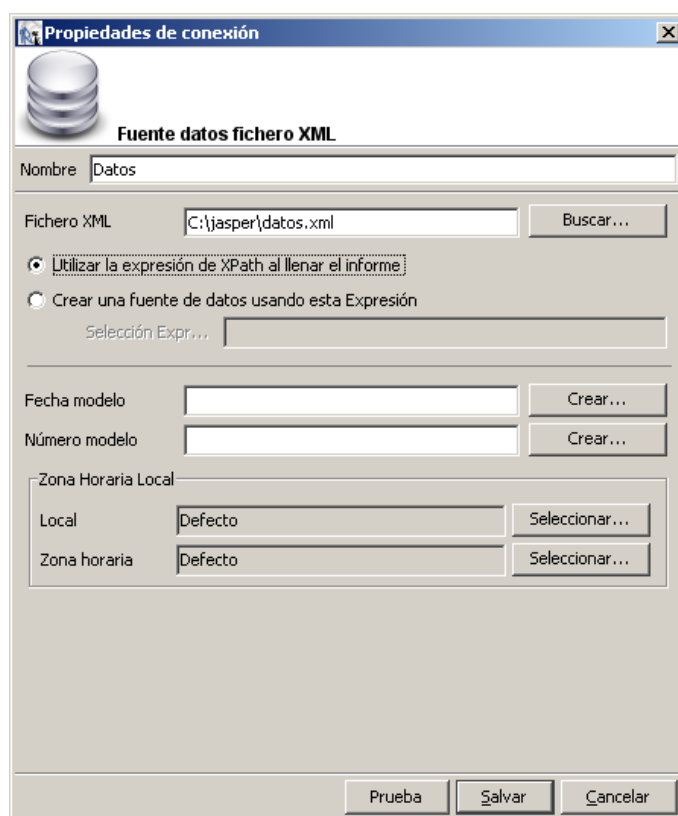 Propiedades de conexión
Fuente datos fichero XML
Nombre Datos
Fichero XML C:\jasper\datos.xml Buscar...
Utilizar la expresión de XPath al llenar el informe
Crear una fuente de datos usando esta Expresión
Selección Expr...
Fecha modelo Crear...
Número modelo Crear...
Zona Horaria Local
Local Defecto Seleccionar...
Zona horaria Defecto Seleccionar...
Prueba Salvar Cancelar